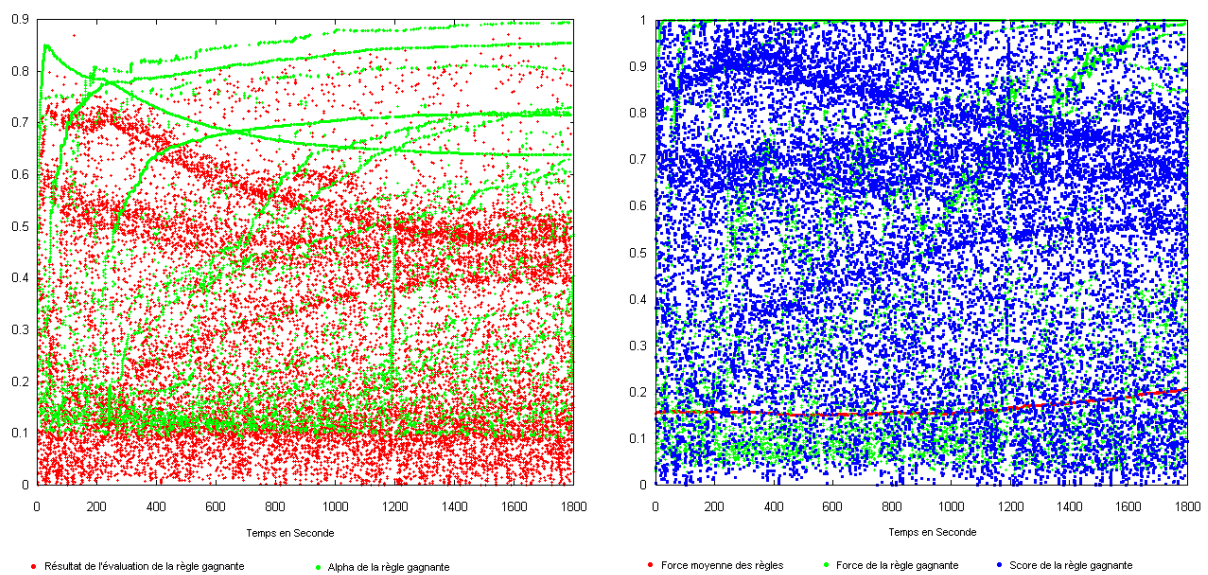 0.9
0.8
0.7
0.6
0.5
0.4
0.3
0.2
0.1
0
0 200 400 600 800 1000 1200 1400 1600 1800
Temps en Seconde
Résultat de l'évaluation de la règle gagnante
Alpha de la règle gagnante
1
0.9
0.8
0.7
0.6
0.5
0.4
0.3
0.2
0.1
0
0 200 400 600 800 1000 1200 1400 1600 1800
Temps en Seconde
Force moyenne des règles
Force de la règle gagnante
Score de la règle gagnante